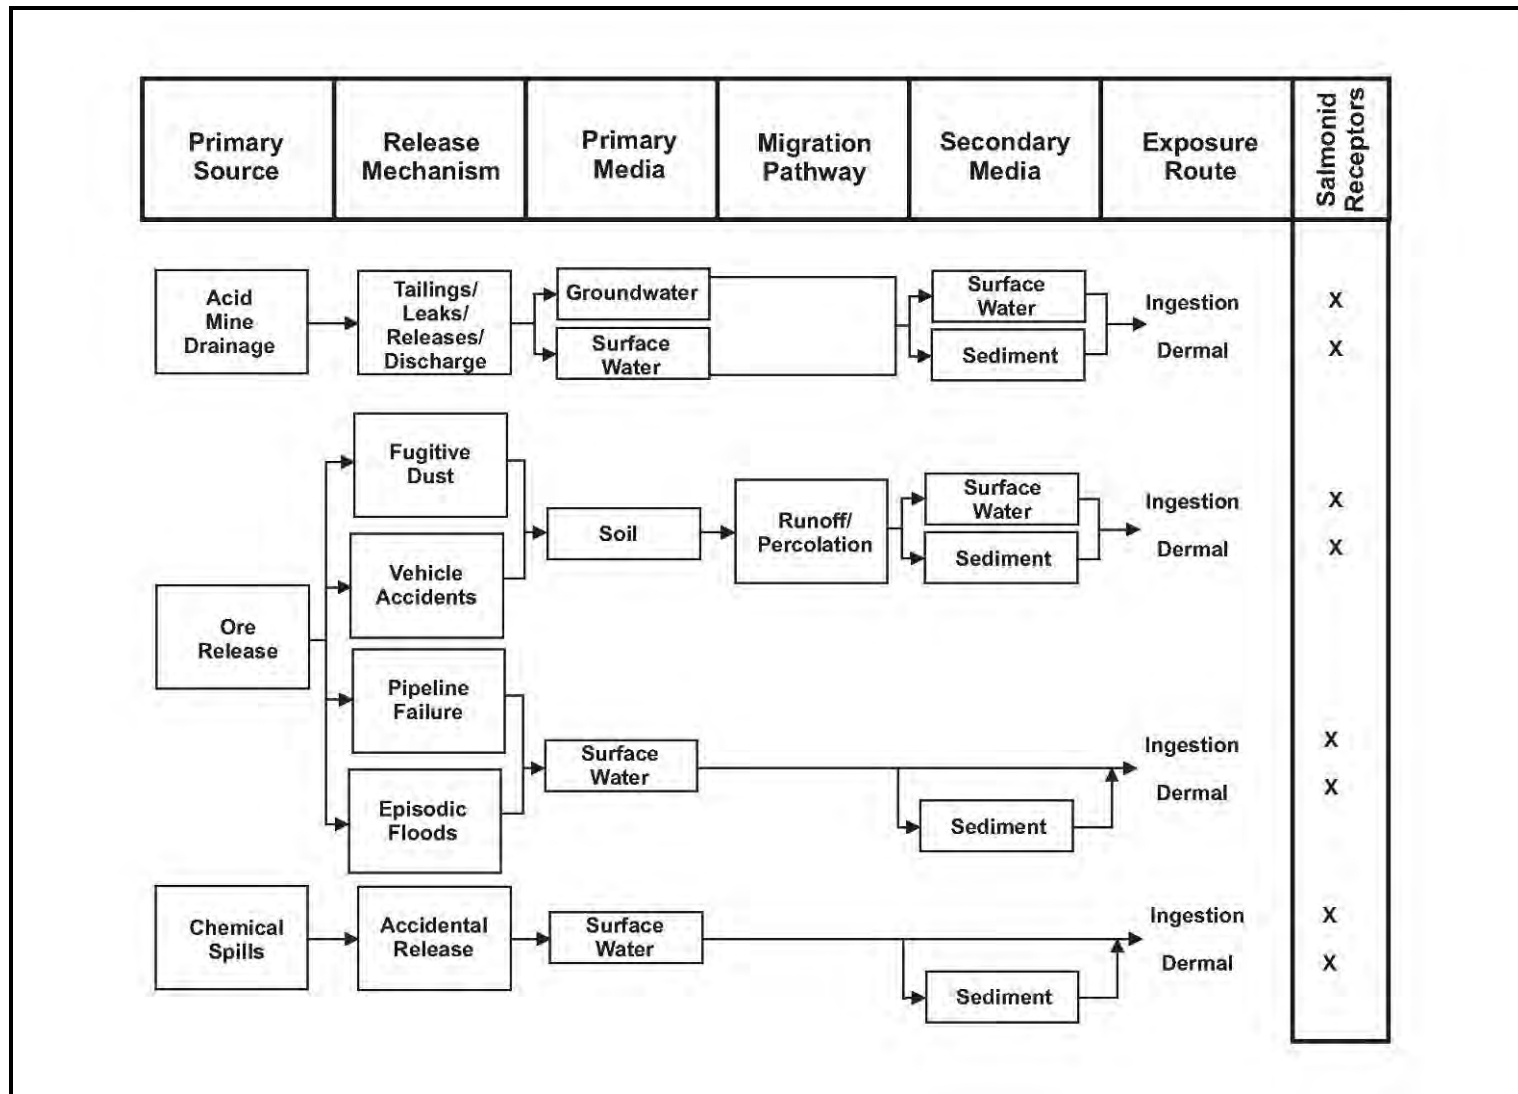 Primary
Source
Release
Mechanism
Primary
Media
Migration
Pathway
Secondary
Media
Exposure
Route
Salmonid
Receptors
Acid
Mine
Drainage
Tailings/
Leaks/
Releases/
Discharge
Groundwater
Surface
Water
Surface
Water
Sediment
Ingestion
X
Dermal
X
Ore
Release
Fugitive
Dust
Vehicle
Accidents
Soil
Runoff/
Percolation
Surface
Water
Sediment
Ingestion
X
Dermal
X
Pipeline
Failure
Episodic
Floods
Surface
Water
Sediment
Ingestion
X
Dermal
X
Chemical
Spills
Accidental
Release
Surface
Water
Sediment
Ingestion
X
Dermal
X